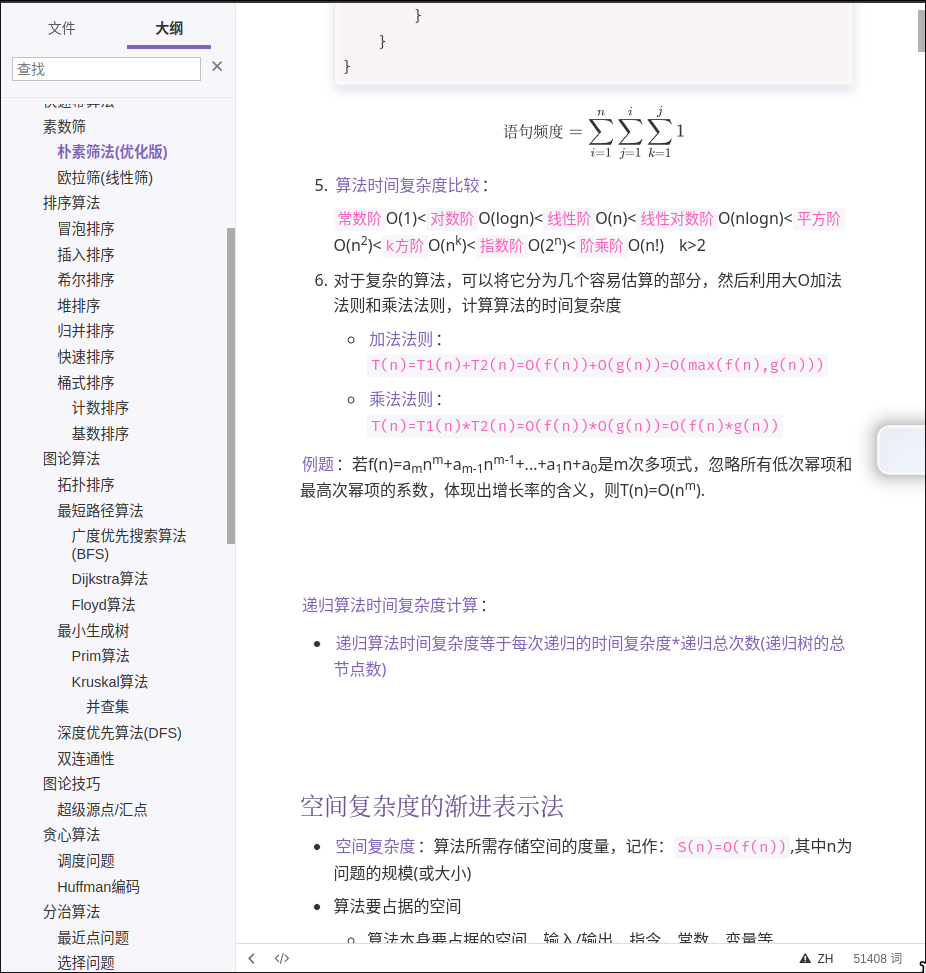 文件
大纲
查找
素数筛
朴素筛法(优化版)
欧拉筛(线性筛)
排序算法
冒泡排序
插入排序
希尔排序
堆排序
归并排序
快速排序
桶式排序
计数排序
基数排序
图论算法
拓扑排序
最短路径算法
广度优先搜索算法
(BFS)
Dijkstra算法
Floyd算法
最小生成树
Prim算法
Kruskal算法
并查集
深度优先算法(DFS)
双连通性
图论技巧
超级源点/汇点
贪心算法
调度问题
Huffman编码
分治算法
最近点问题
选择问题
}
}
}
语句频度 = ∑_{i=1}^{n} ∑_{j=1}^{i} ∑_{k=1}^{j} 1
5. 算法时间复杂度比较：
常数阶 O(1)< 对数阶 O(logn)< 线性阶 O(n)< 线性对数阶 O(nlogn)< 平方阶
O(n²)< k方阶 O(nᵏ)< 指数阶 O(2ⁿ)< 阶乘阶 O(n!) k>2
6. 对于复杂的算法，可以将它分为几个容易估算的部分，然后利用大O加法
法则和乘法法则，计算算法的时间复杂度
加法法则：
T(n)=T1(n)+T2(n)=O(f(n))+O(g(n))=O(max(f(n),g(n)))
乘法法则：
T(n)=T1(n)*T2(n)=O(f(n))*O(g(n))=O(f(n)*g(n))
例题：若f(n)=a_m n^m+a_{m-1}n^{m-1}+...+a₁n+a₀是m次多项式，忽略所有低次幂项和
最高次幂项的系数，体现出增长率的含义，则T(n)=O(n^m).
递归算法时间复杂度计算：
递归算法时间复杂度等于每次递归的时间复杂度*递归总次数(递归树的总
节点数)
空间复杂度的渐进表示法
空间复杂度：算法所需存储空间的度量，记作： S(n)=O(f(n)) ,其中n为
问题的规模(或大小)
算法要占据的空间
算法本身要占据的空间，输入/输出，指令，常数，变量等
</> ZH 51408 词